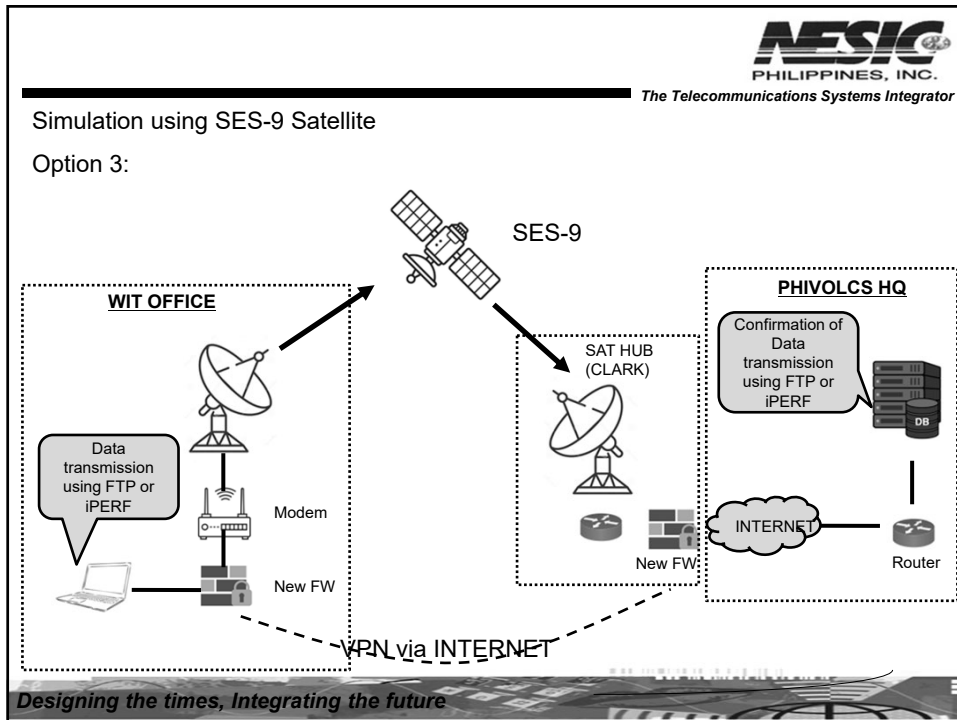 NESIC
PHILIPPINES, INC.
The Telecommunications Systems Integrator
Simulation using SES-9 Satellite
Option 3:
SES-9
WIT OFFICE
Data
transmission
using FTP or
iPERF
Modem
New FW
SAT HUB
(CLARK)
New FW
PHIVOLCS HQ
Confirmation of
Data
transmission
using FTP or
iPERF
DB
INTERNET
Router
VPN via INTERNET
Designing the times, Integrating the future